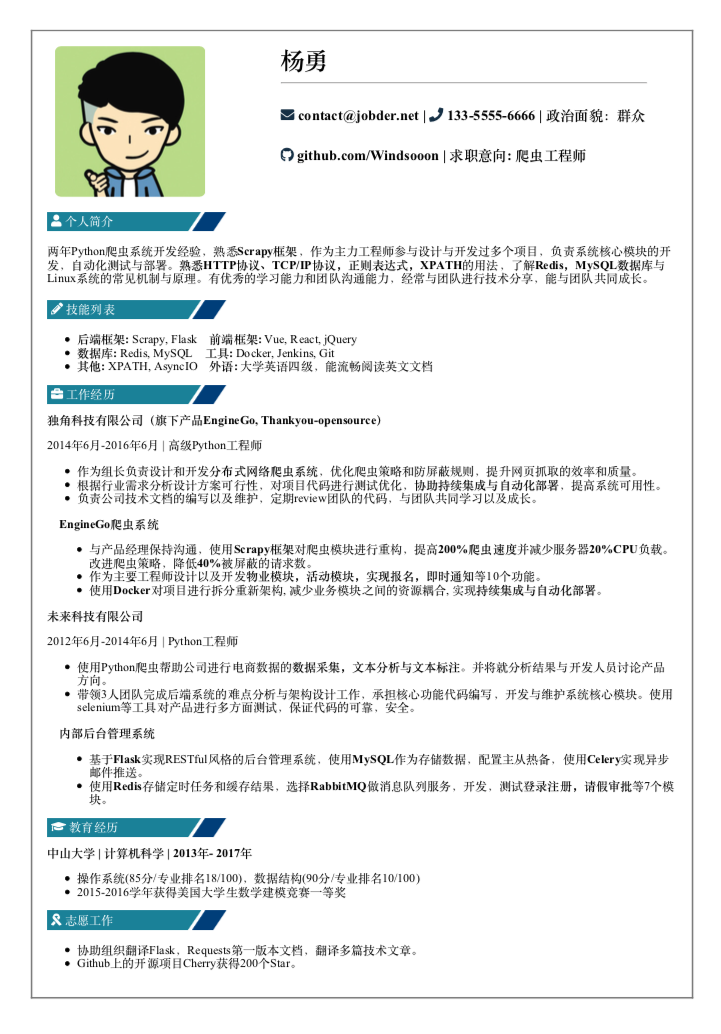 杨勇
contact@jobder.net | 133-5555-6666 | 政治面貌：群众
github.com/Windsooon | 求职意向: 爬虫工程师
个人简介
两年Python爬虫系统开发经验，熟悉Scrapy框架，作为主力工程师参与设计与开发过多个项目，负责系统核心模块的开
发，自动化测试与部署。熟悉HTTP协议、TCP/IP协议，正则表达式，XPATH的用法，了解Redis，MySQL数据库与
Linux系统的常见机制与原理。有优秀的学习能力和团队沟通能力，经常与团队进行技术分享，能与团队共同成长。
技能列表
后端框架: Scrapy, Flask 前端框架: Vue, React, jQuery
数据库: Redis, MySQL 工具: Docker, Jenkins, Git
其他: XPATH, AsyncIO 外语: 大学英语四级，能流畅阅读英文文档
工作经历
独角科技有限公司（旗下产品EngineGo, Thankyou-opensource）
2014年6月-2016年6月 | 高级Python工程师
作为组长负责设计和开发分布式网络爬虫系统，优化爬虫策略和防屏蔽规则，提升网页抓取的效率和质量。
根据行业需求分析设计方案可行性，对项目代码进行测试优化，协助持续集成与自动化部署，提高系统可用性。
负责公司技术文档的编写以及维护，定期review团队的代码，与团队共同学习以及成长。
EngineGo爬虫系统
与产品经理保持沟通，使用Scrapy框架对爬虫模块进行重构，提高200%爬虫速度并减少服务器20%CPU负载。
改进爬虫策略，降低40%被屏蔽的请求数。
作为主要工程师设计以及开发物业模块，活动模块，实现报名，即时通知等10个功能。
使用Docker对项目进行拆分重新架构, 减少业务模块之间的资源耦合, 实现持续集成与自动化部署。
未来科技有限公司
2012年6月-2014年6月 | Python工程师
使用Python爬虫帮助公司进行电商数据的数据采集，文本分析与文本标注。并将就分析结果与开发人员讨论产品
方向。
带领3人团队完成后端系统的难点分析与架构设计工作，承担核心功能代码编写，开发与维护系统核心模块。使用
selenium等工具对产品进行多方面测试，保证代码的可靠，安全。
内部后台管理系统
基于Flask实现RESTful风格的后台管理系统，使用MySQL作为存储数据，配置主从热备，使用Celery实现异步
邮件推送。
使用Redis存储定时任务和缓存结果，选择RabbitMQ做消息队列服务，开发，测试登录注册，请假审批等7个模
块。
教育经历
中山大学 | 计算机科学 | 2013年- 2017年
操作系统(85分/专业排名18/100)，数据结构(90分/专业排名10/100)
2015-2016学年获得美国大学生数学建模竞赛一等奖
志愿工作
协助组织翻译Flask，Requests第一版本文档，翻译多篇技术文章。
Github上的开源项目Cherry获得200个Star。